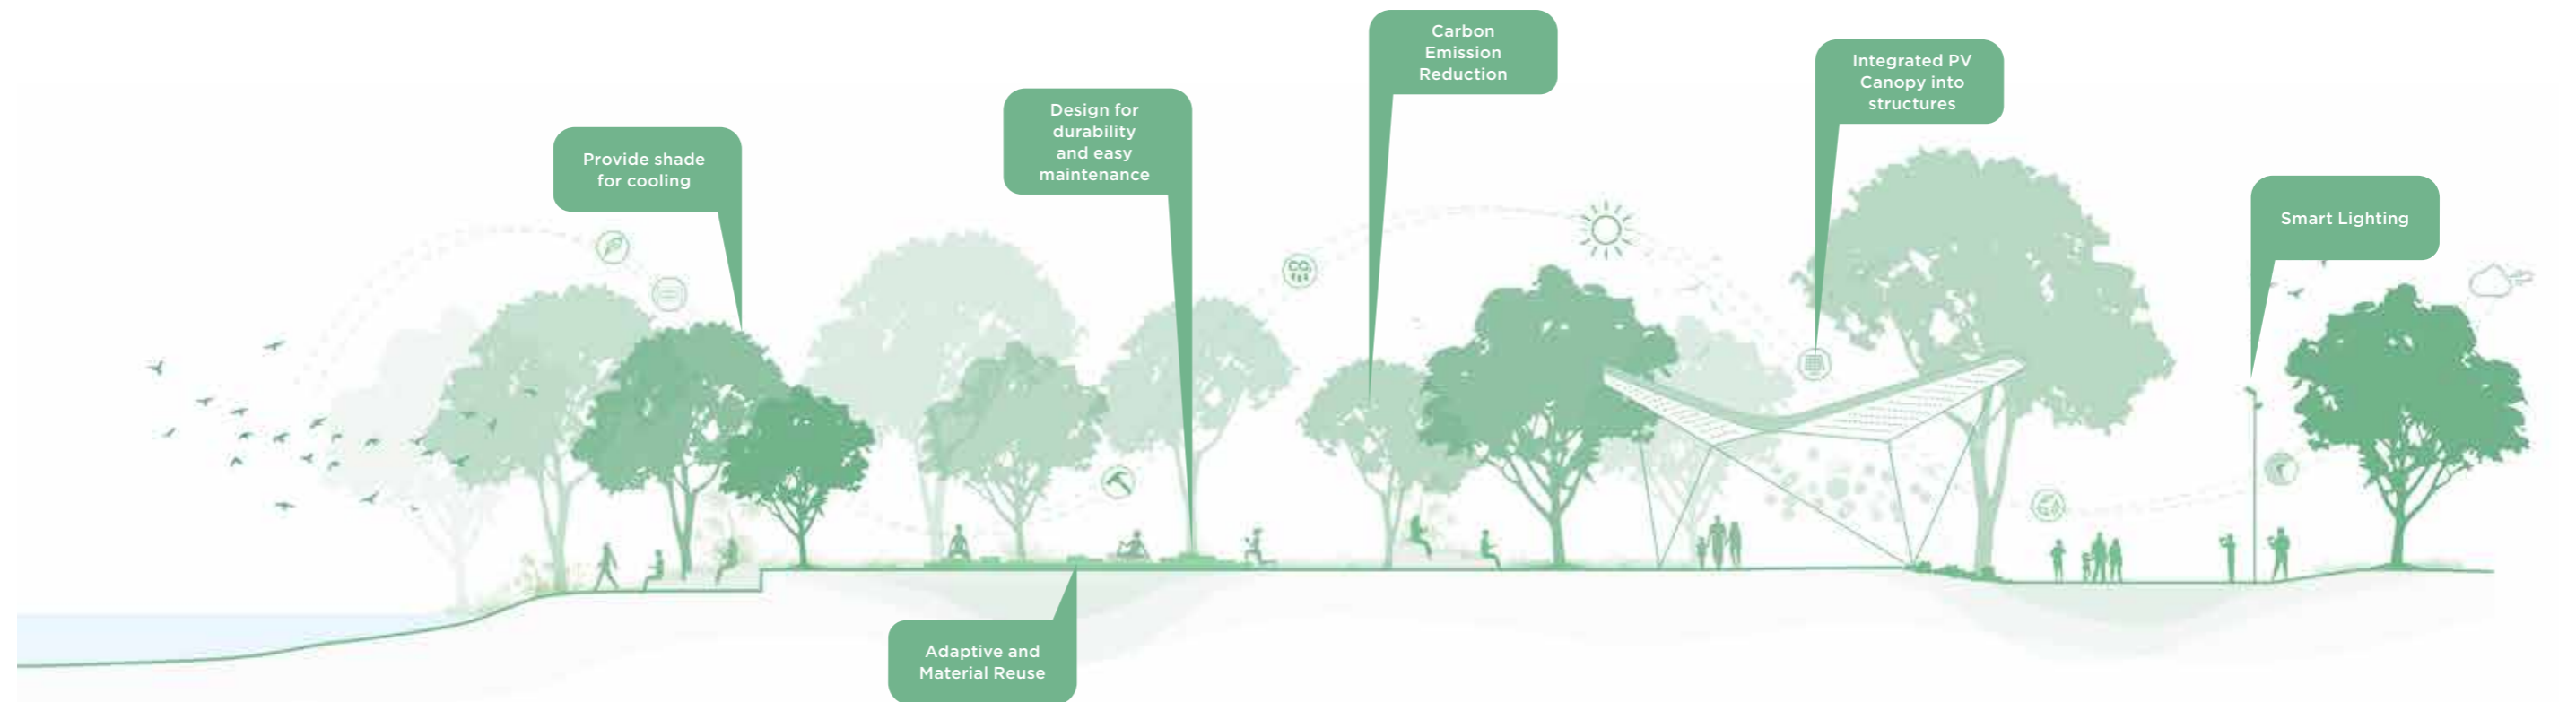 Provide shade
for cooling
Design for
durability
and easy
maintenance
Carbon
Emission
Reduction
Integrated PV
Canopy into
structures
Smart Lighting
CO₂
Adaptive and
Material Reuse